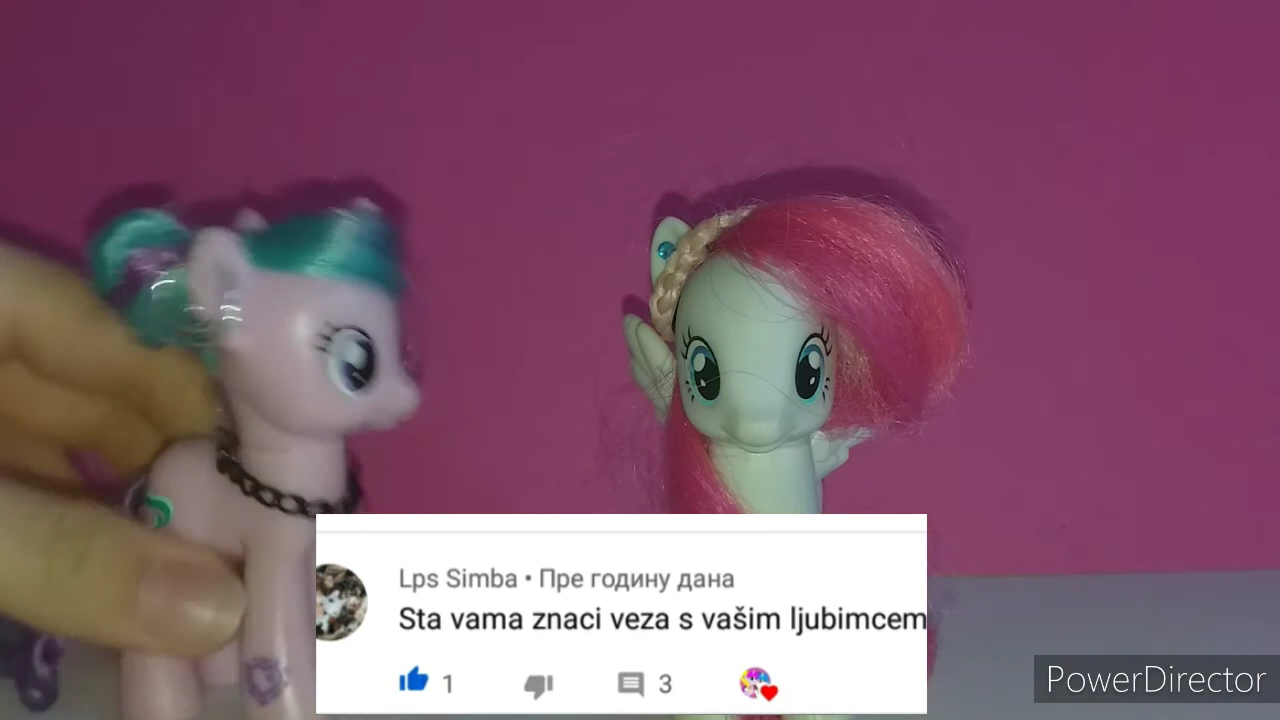 Lps Simba • Пре годину дана
Sta vama znaci veza s vašim ljubimcem
1
3
PowerDirector